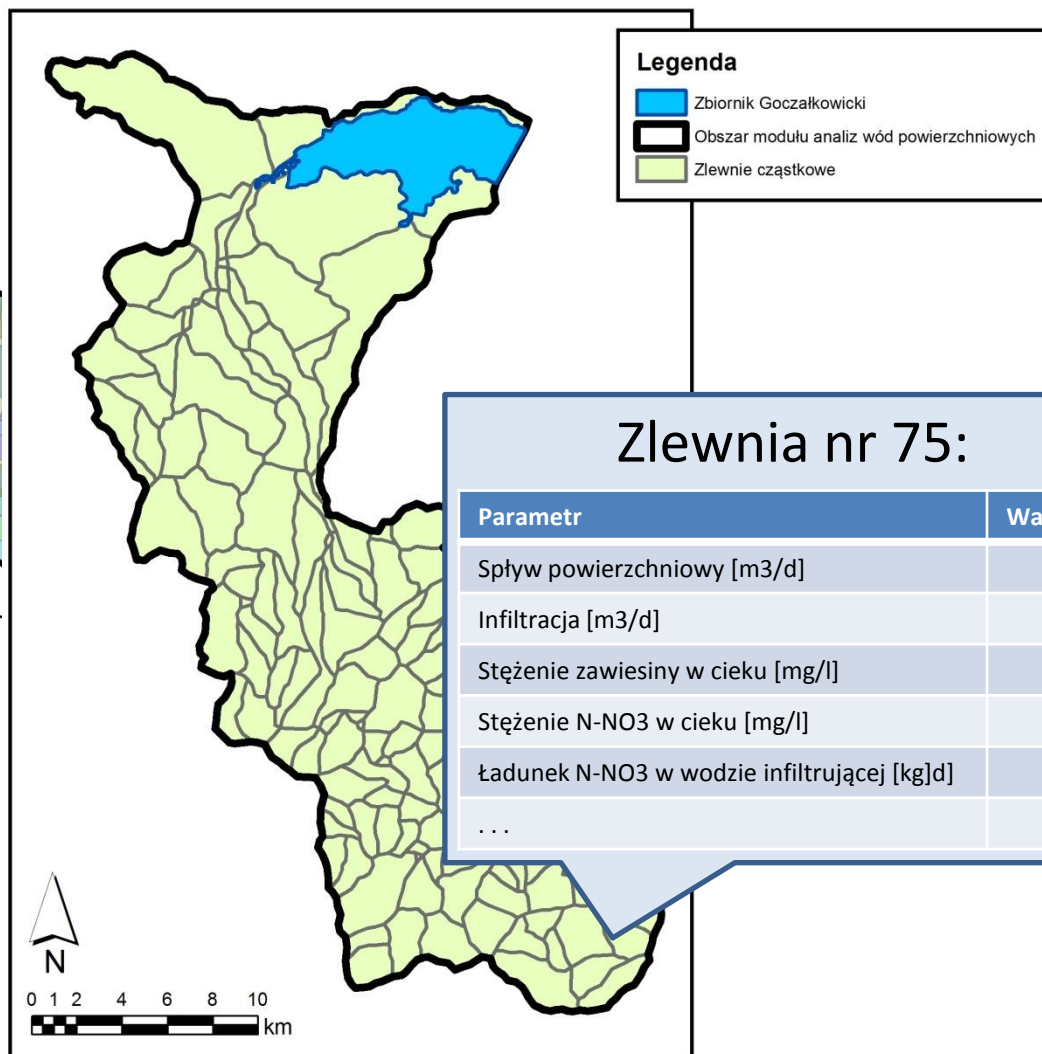 Legenda
Zbiornik Goczałkowicki
Obszar modułu analiz wód powierzchniowych
Zlewnie cząstkowe
Zlewnia nr 75:
Parametr Wa
Spływ powierzchniowy [m3/d]
Infiltracja [m3/d]
Stężenie zawiesiny w cieku [mg/l]
Stężenie N-NO3 w cieku [mg/l]
Ładunek N-NO3 w wodzie infiltrującej [kg]d]
. . .
N
0 1 2 4 6 8 10
km